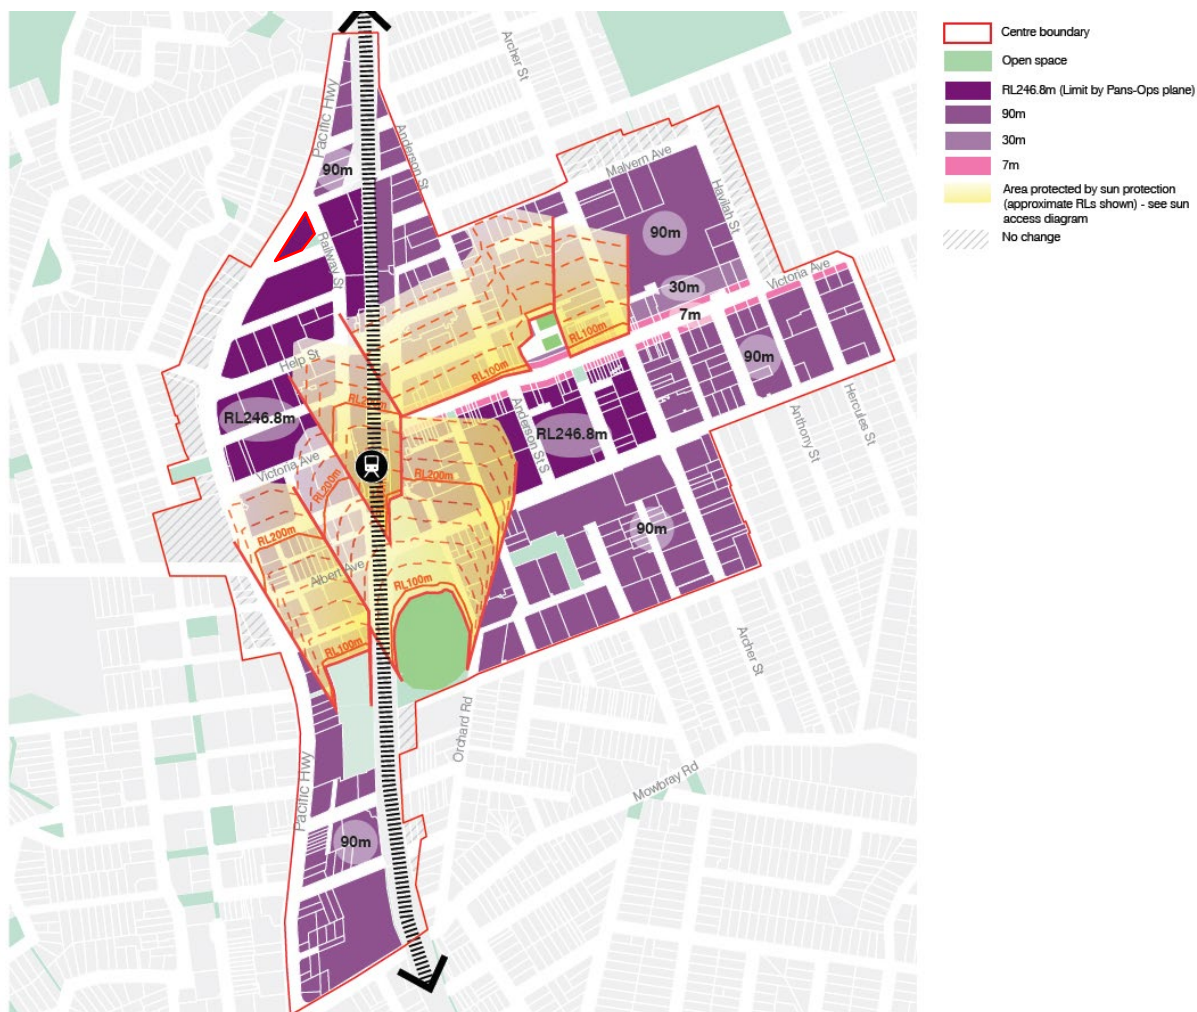 Centre boundary
Open space
RL246.8m (Limit by Pans-Ops plane)
90m
30m
7m
Area protected by sun protection
(approximate RLs shown) - see sun
access diagram
No change
Archer St
Pacific Hwy
Anderson St
90m
Malvern Ave
Havilah St
90m
Railway St
Victoria Ave
30m
7m
RL100m
Help St
RL100m
90m
RL200m
RL246.8m
Anderson St S
RL246.8m
Anthony St
Hercules St
Victoria Ave
RL200m
RL200m
RL200m
90m
Albert Ave
RL100m
RL100m
Archer St
Orchard Rd
Pacific Hwy
Mowbray Rd
90m